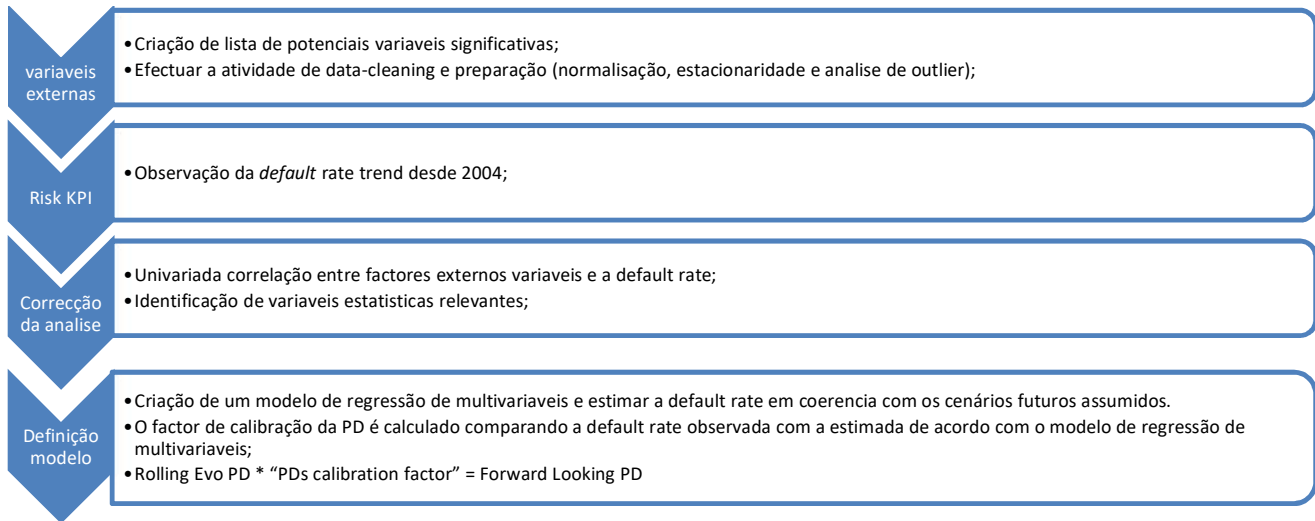 variaveis
externas
•Criação de lista de potenciais variaveis significativas;
•Efectuar a atividade de data-cleaning e preparação (normalisação, estacionaridade e analise de outlier);
Risk KPI
•Observação da default rate trend desde 2004;
Correcção
da analise
•Univariada correlação entre factores externos variaveis e a default rate;
•Identificação de variaveis estatisticas relevantes;
Definição
modelo
•Criação de um modelo de regressão de multivariaveis e estimar a default rate em coerencia com os cenários futuros assumidos.
•O factor de calibração da PD é calculado comparando a default rate observada com a estimada de acordo com o modelo de regressão de
multivariaveis;
•Rolling Evo PD * “PDs calibration factor” = Forward Looking PD